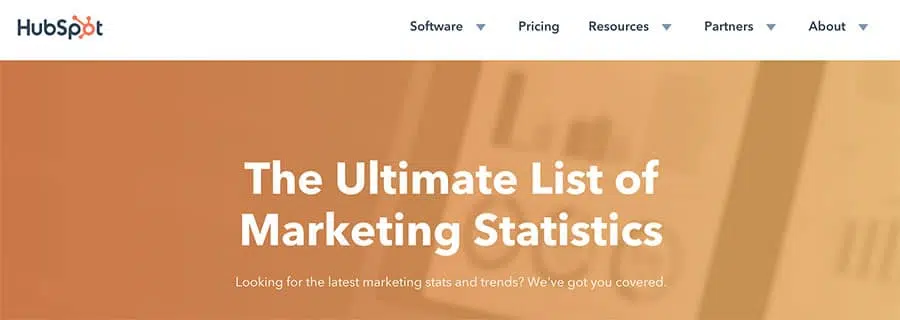 HubSpot
Software Pricing Resources Partners About
The Ultimate List of
Marketing Statistics
Looking for the latest marketing stats and trends? We've got you covered.